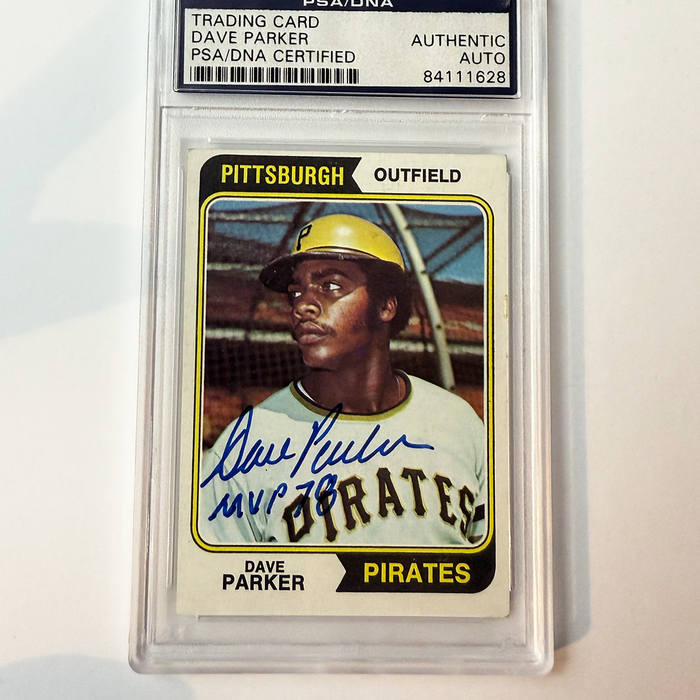 PSA/DNA
TRADING CARD
DAVE PARKER
PSA/DNA CERTIFIED
AUTHENTIC
AUTO
84111628
PITTSBURGH
OUTFIELD
P
Dave Parker
MVP 78
PIRATES
DAVE
PARKER
PIRATES